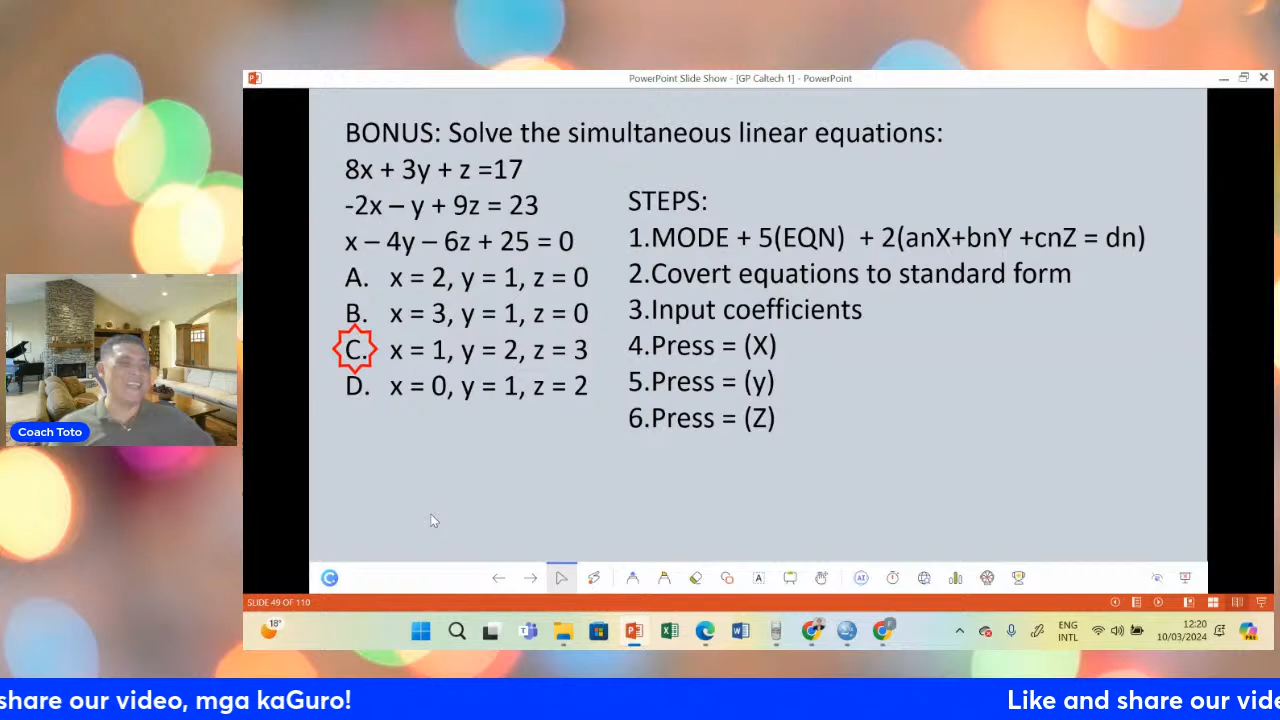 PowerPoint Slide Show - [GP Caltech 1] - PowerPoint
BONUS: Solve the simultaneous linear equations:
8x + 3y + z =17
-2x – y + 9z = 23
x – 4y – 6z + 25 = 0
A. x = 2, y = 1, z = 0
B. x = 3, y = 1, z = 0
C. x = 1, y = 2, z = 3
D. x = 0, y = 1, z = 2
STEPS:
1.MODE + 5(EQN) + 2(anX+bnY +cnZ = dn)
2.Covert equations to standard form
3.Input coefficients
4.Press = (X)
5.Press = (y)
6.Press = (Z)
Coach Toto
AI
SLIDE 49 OF 110
18°
ENG
INTL
12:20
10/03/2024
share our video, mga kaGuro!
Like and share our vide